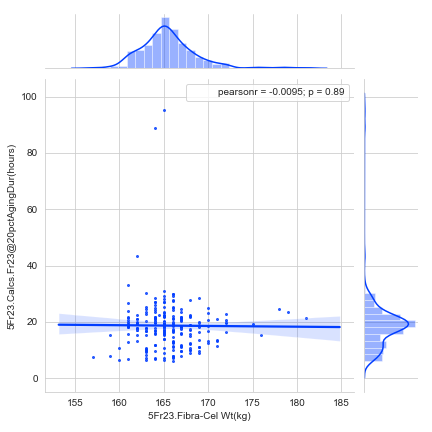 pearsonr = -0.0095; p = 0.89
100
80
60
40
20
0
5Fr23.Calcs.Fr23@20pctAgingDur(hours)
155 160 165 170 175 180 185
5Fr23.Fibra-Cel Wt(kg)